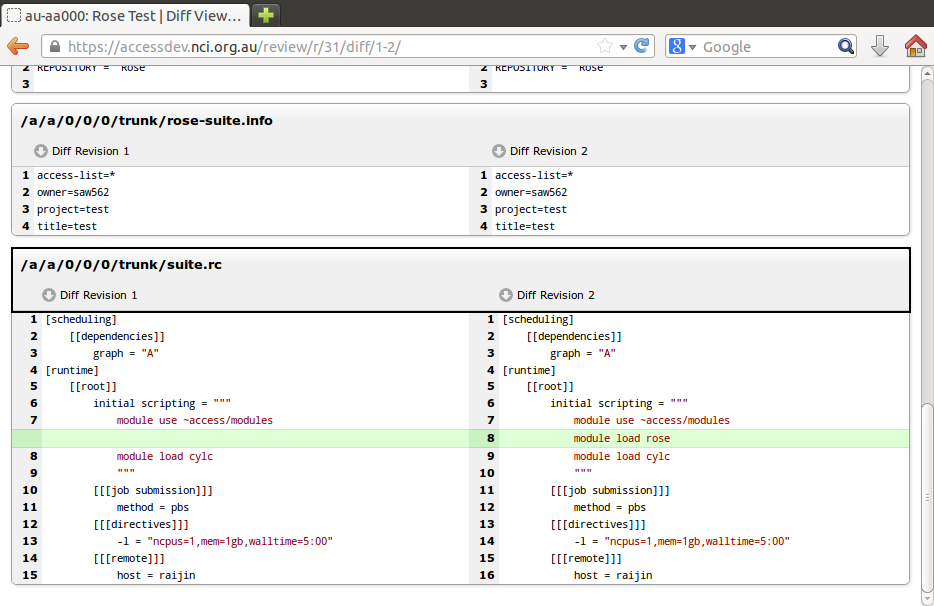 au-aa000: Rose Test | Diff View...
https://accessdev.nci.org.au/review/r/31/diff/1-2/
Google
2 REPOSITORY = "Rose" 2 REPOSITORY = "Rose"
3 3
/a/a/0/0/0/trunk/rose-suite.info
Diff Revision 1 Diff Revision 2
1 access-list=* 1 access-list=*
2 owner=saw562 2 owner=saw562
3 project=test 3 project=test
4 title=test 4 title=test
/a/a/0/0/0/trunk/suite.rc
Diff Revision 1 Diff Revision 2
1 [scheduling] 1 [scheduling]
2 [[dependencies]] 2 [[dependencies]]
3 graph = "A" 3 graph = "A"
4 [runtime] 4 [runtime]
5 [[root]] 5 [[root]]
6 initial scripting = """ 6 initial scripting = """
7 module use ~access/modules 7 module use ~access/modules
8 module load rose
8 module load cylc 9 module load cylc
9 """ 10 """
10 [[[job submission]]] 11 [[[job submission]]]
11 method = pbs 12 method = pbs
12 [[[directives]]] 13 [[[directives]]]
13 -l = "ncpus=1,mem=1gb,walltime=5:00" 14 -l = "ncpus=1,mem=1gb,walltime=5:00"
14 [[[remote]]] 15 [[[remote]]]
15 host = raijin 16 host = raijin